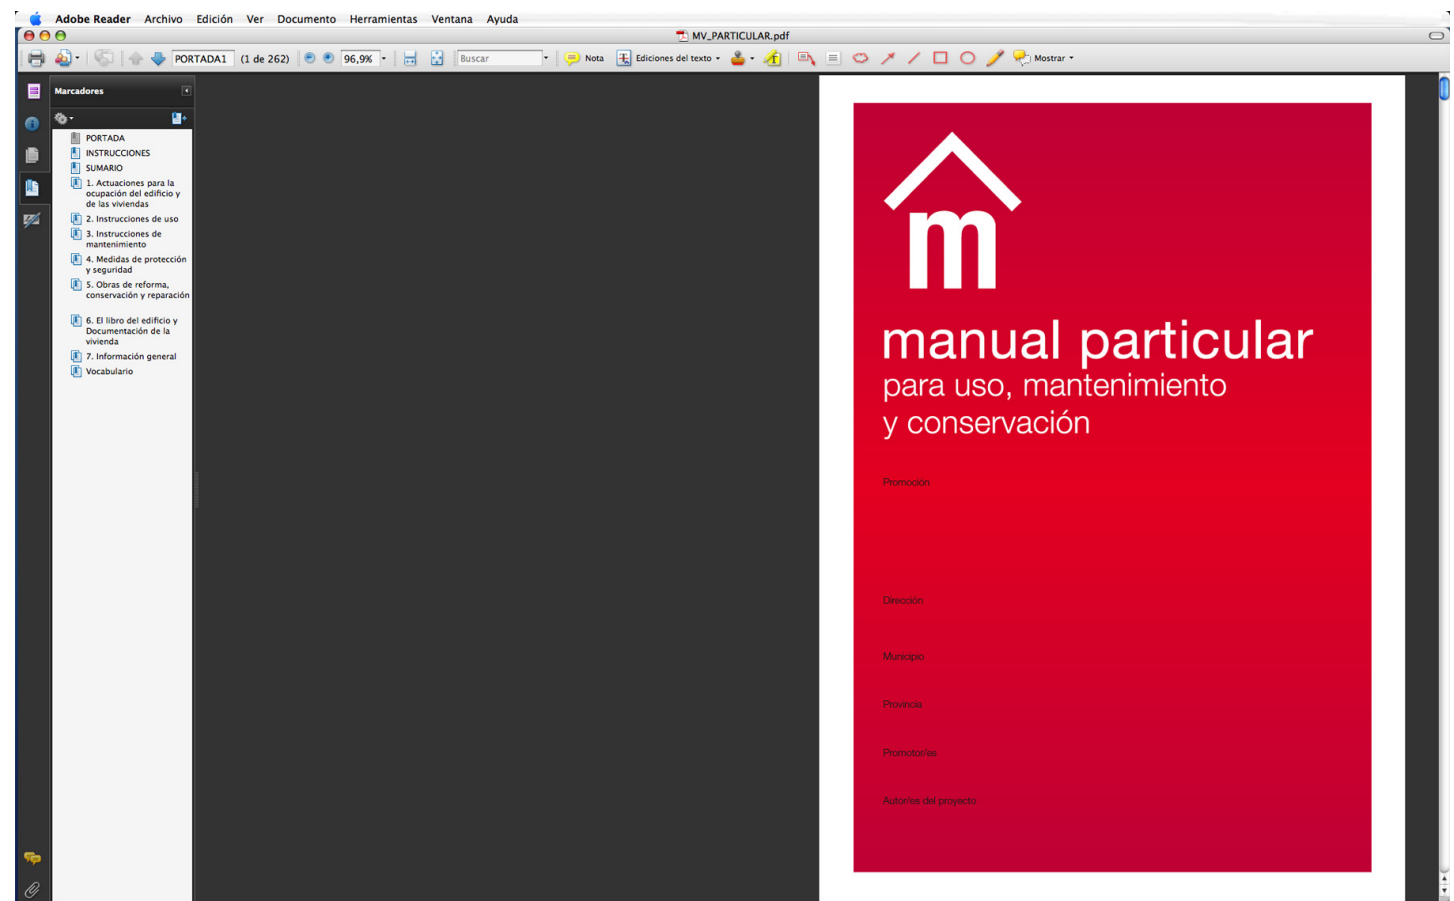 Adobe Reader Archivo Edición Ver Documento Herramientas Ventana Ayuda
MV_PARTICULAR.pdf
PORTADA1 (1 de 262) 96,9% Buscar Nota Ediciones del texto Mostrar
Marcadores
PORTADA
INSTRUCCIONES
SUMARIO
1. Actuaciones para la
ocupación del edificio y
de las viviendas
2. Instrucciones de uso
3. Instrucciones de
mantenimiento
4. Medidas de protección
y seguridad
5. Obras de reforma,
conservación y reparación
6. El libro del edificio y
Documentación de la
vivienda
7. Información general
Vocabulario
m
manual particular
para uso, mantenimiento
y conservación
Promoción
Dirección
Municipio
Provincia
Promotor/es
Autor/es del proyecto